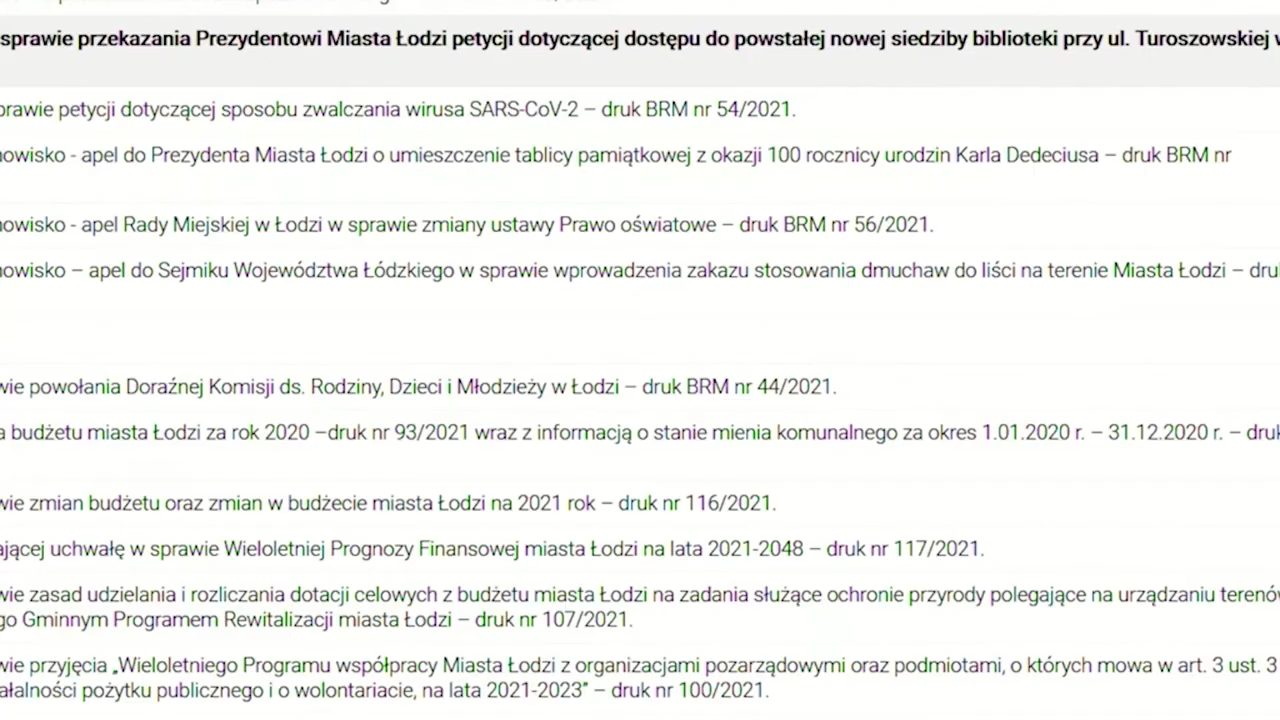 sprawie przekazania Prezydentowi Miasta Łodzi petycji dotyczącej dostępu do powstałej nowej siedziby biblioteki przy ul. Turoszowskiej w
prawie petycji dotyczącej sposobu zwalczania wirusa SARS-CoV-2 – druk BRM nr 54/2021.
nowisko - apel do Prezydenta Miasta Łodzi o umieszczenie tablicy pamiątkowej z okazji 100 rocznicy urodzin Karla Dedeciusa – druk BRM nr
nowisko - apel Rady Miejskiej w Łodzi w sprawie zmiany ustawy Prawo oświatowe – druk BRM nr 56/2021.
nowisko – apel do Sejmiku Województwa Łódzkiego w sprawie wprowadzenia zakazu stosowania dmuchaw do liści na terenie Miasta Łodzi – druk
wie powołania Doraźnej Komisji ds. Rodziny, Dzieci i Młodzieży w Łodzi – druk BRM nr 44/2021.
a budżetu miasta Łodzi za rok 2020 –druk nr 93/2021 wraz z informacją o stanie mienia komunalnego za okres 1.01.2020 r. – 31.12.2020 r. – druk
wie zmian budżetu oraz zmian w budżecie miasta Łodzi na 2021 rok – druk nr 116/2021.
ającej uchwałę w sprawie Wieloletniej Prognozy Finansowej miasta Łodzi na lata 2021-2048 – druk nr 117/2021.
wie zasad udzielania i rozliczania dotacji celowych z budżetu miasta Łodzi na zadania służące ochronie przyrody polegające na urządzaniu terenów
go Gminnym Programem Rewitalizacji miasta Łodzi – druk nr 107/2021.
wie przyjęcia „Wieloletniego Programu współpracy Miasta Łodzi z organizacjami pozarządowymi oraz podmiotami, o których mowa w art. 3 ust. 3
ałalności pożytku publicznego i o wolontariacie, na lata 2021-2023” – druk nr 100/2021.